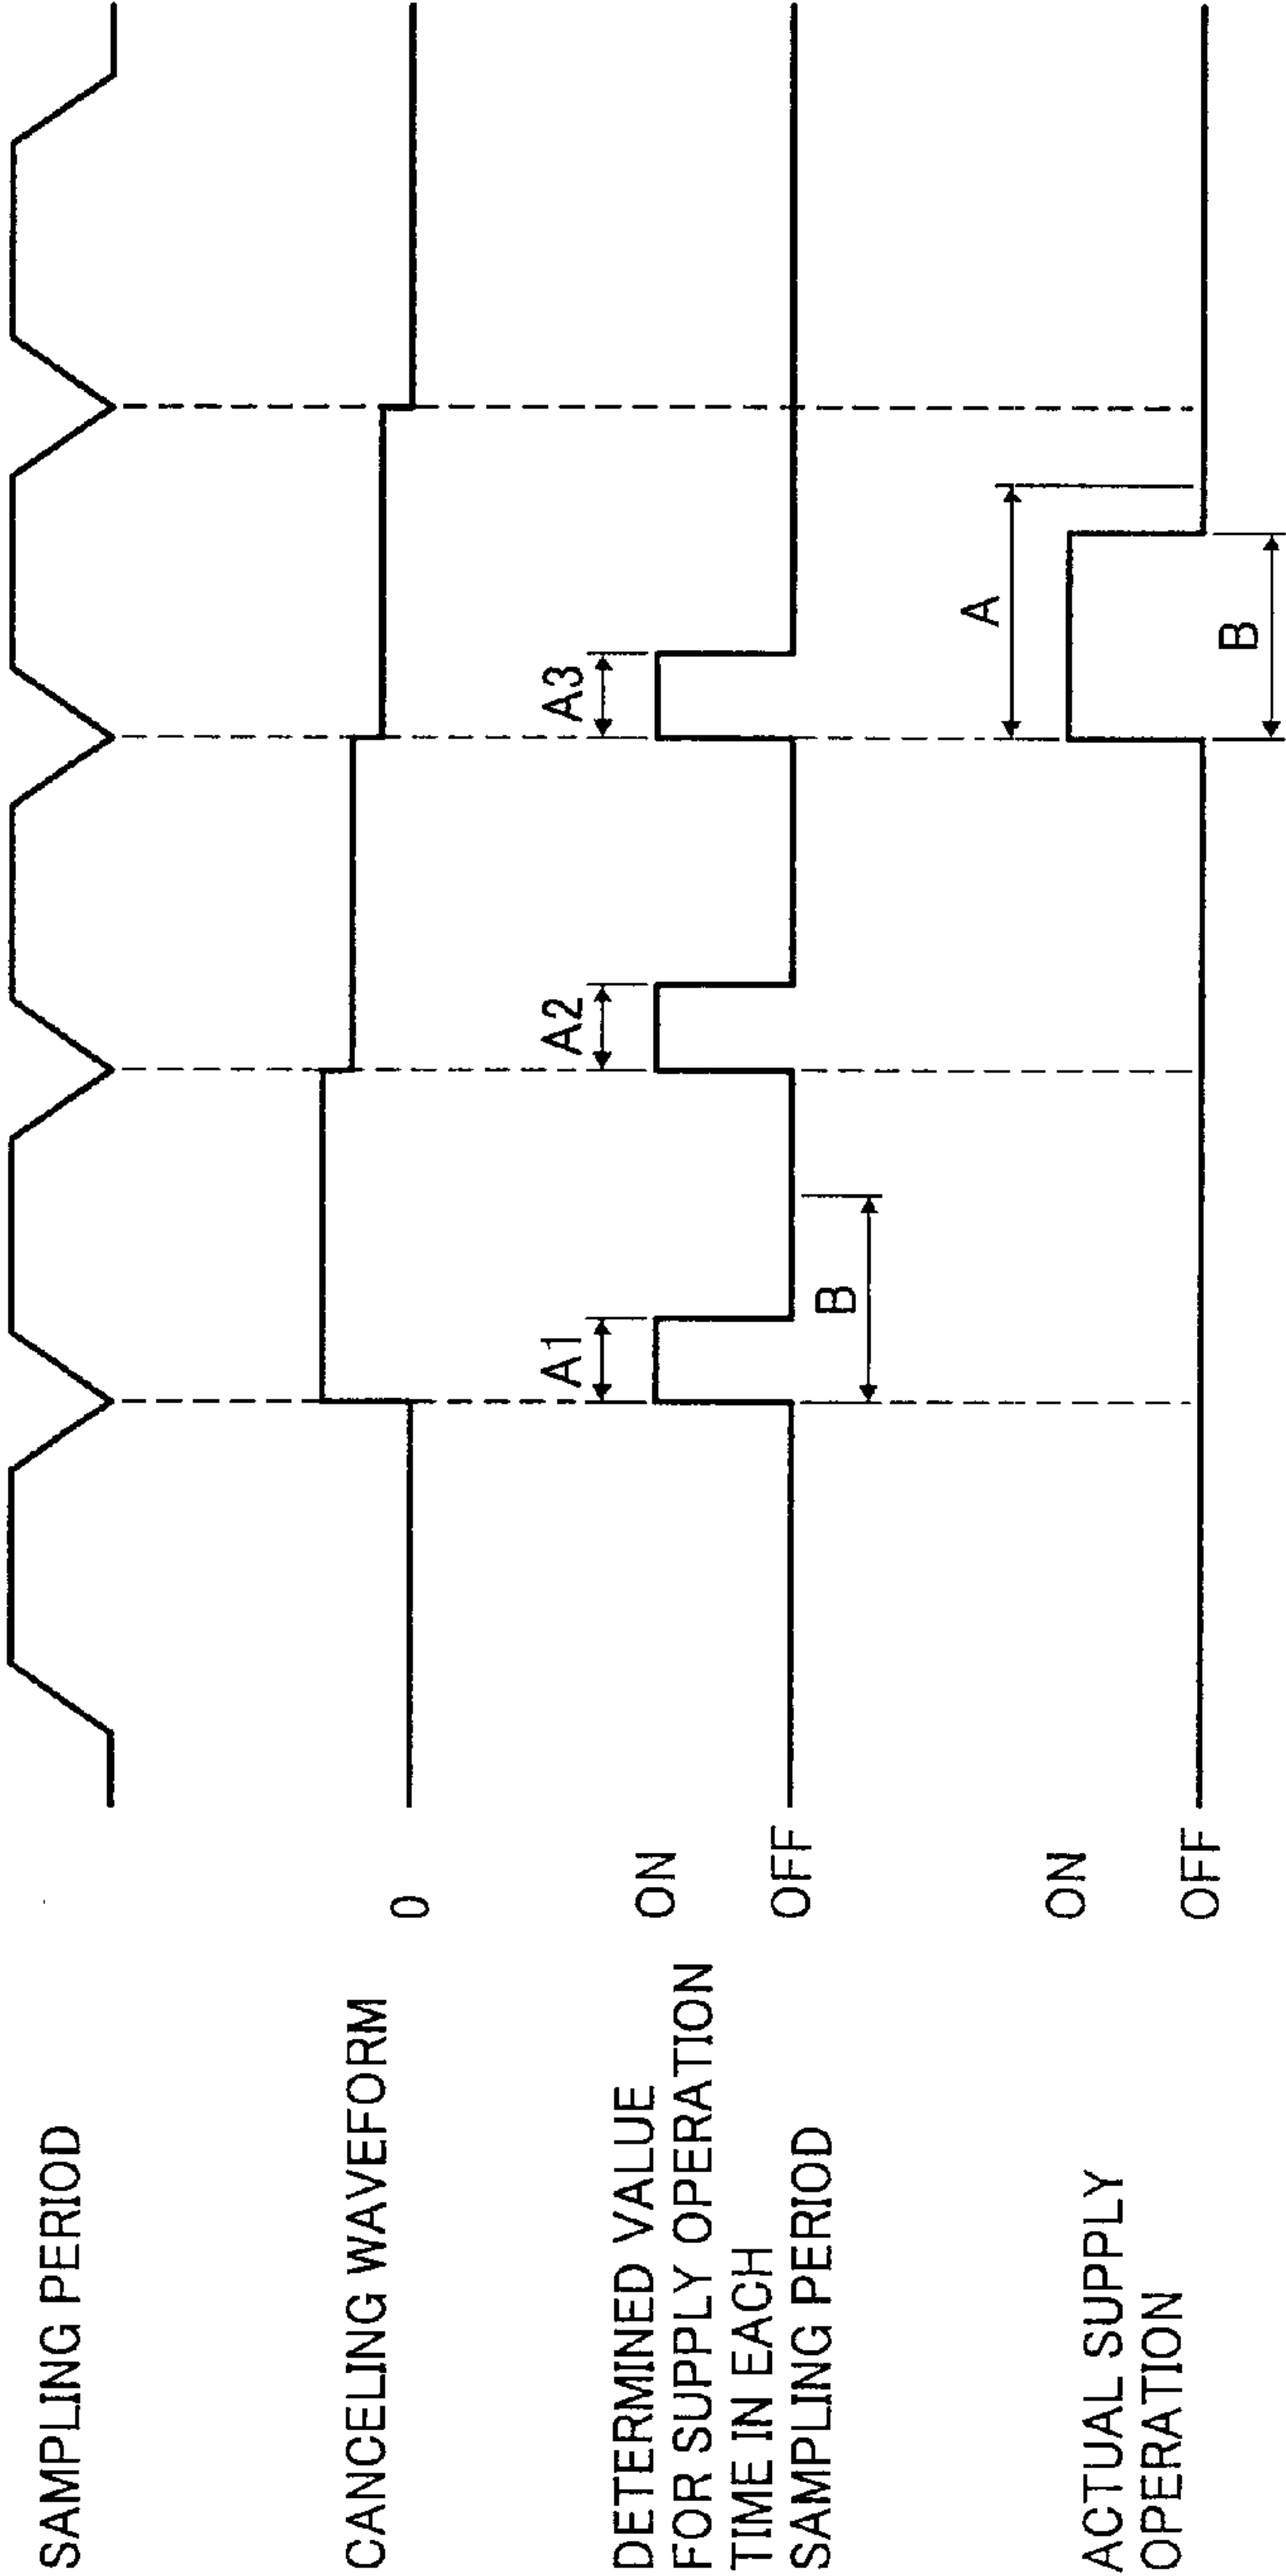 SAMPLING PERIOD
CANCELING WAVEFORM
0
DETERMINED VALUE
FOR SUPPLY OPERATION
TIME IN EACH
SAMPLING PERIOD
ON
OFF
A1
A2
A3
B
ACTUAL SUPPLY
OPERATION
ON
OFF
A
B